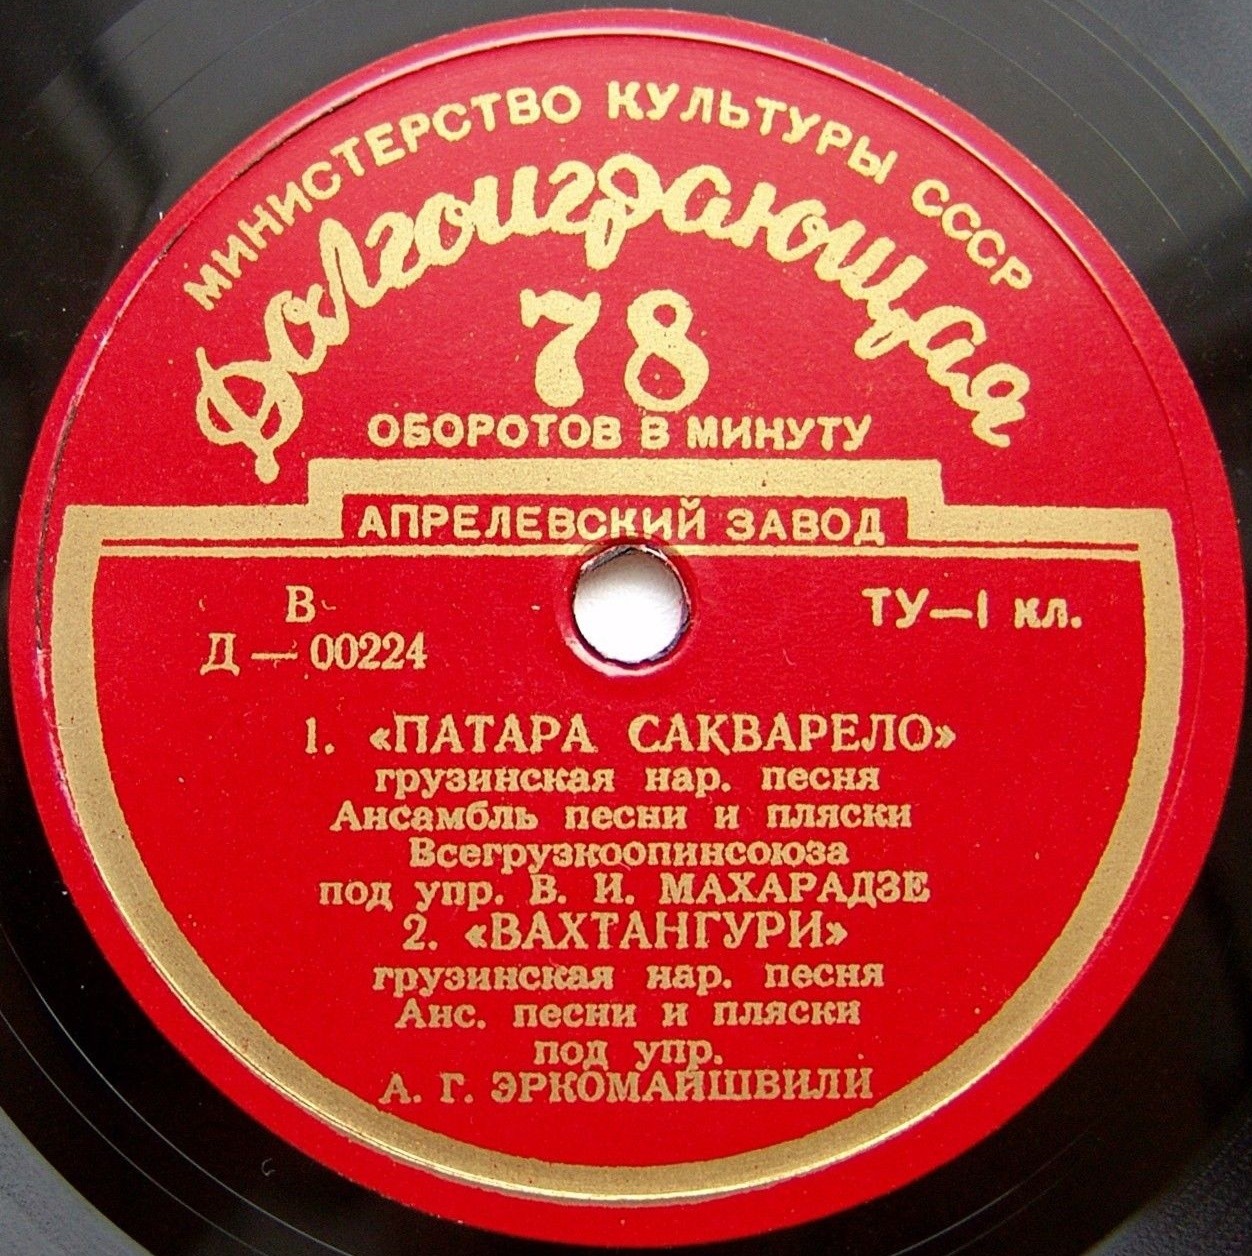 МИНИСТЕРСТВО КУЛЬТУРЫ СССР
Долгоиграющая
78
ОБОРОТОВ В МИНУТУ
АПРЕЛЕВСКИЙ ЗАВОД
В
Д — 00224
ТУ—1 кл.
1. «ПАТАРА САКВАРЕЛО»
грузинская нар. песня
Ансамбль песни и пляски
Всегрузкоопинсоюза
под упр. В. И. МАХАРАДЗЕ
2. «ВАХТАНГУРИ»
грузинская нар. песня
Анс. песни и пляски
под упр.
А. Г. ЭРКОМАЙШВИЛИ